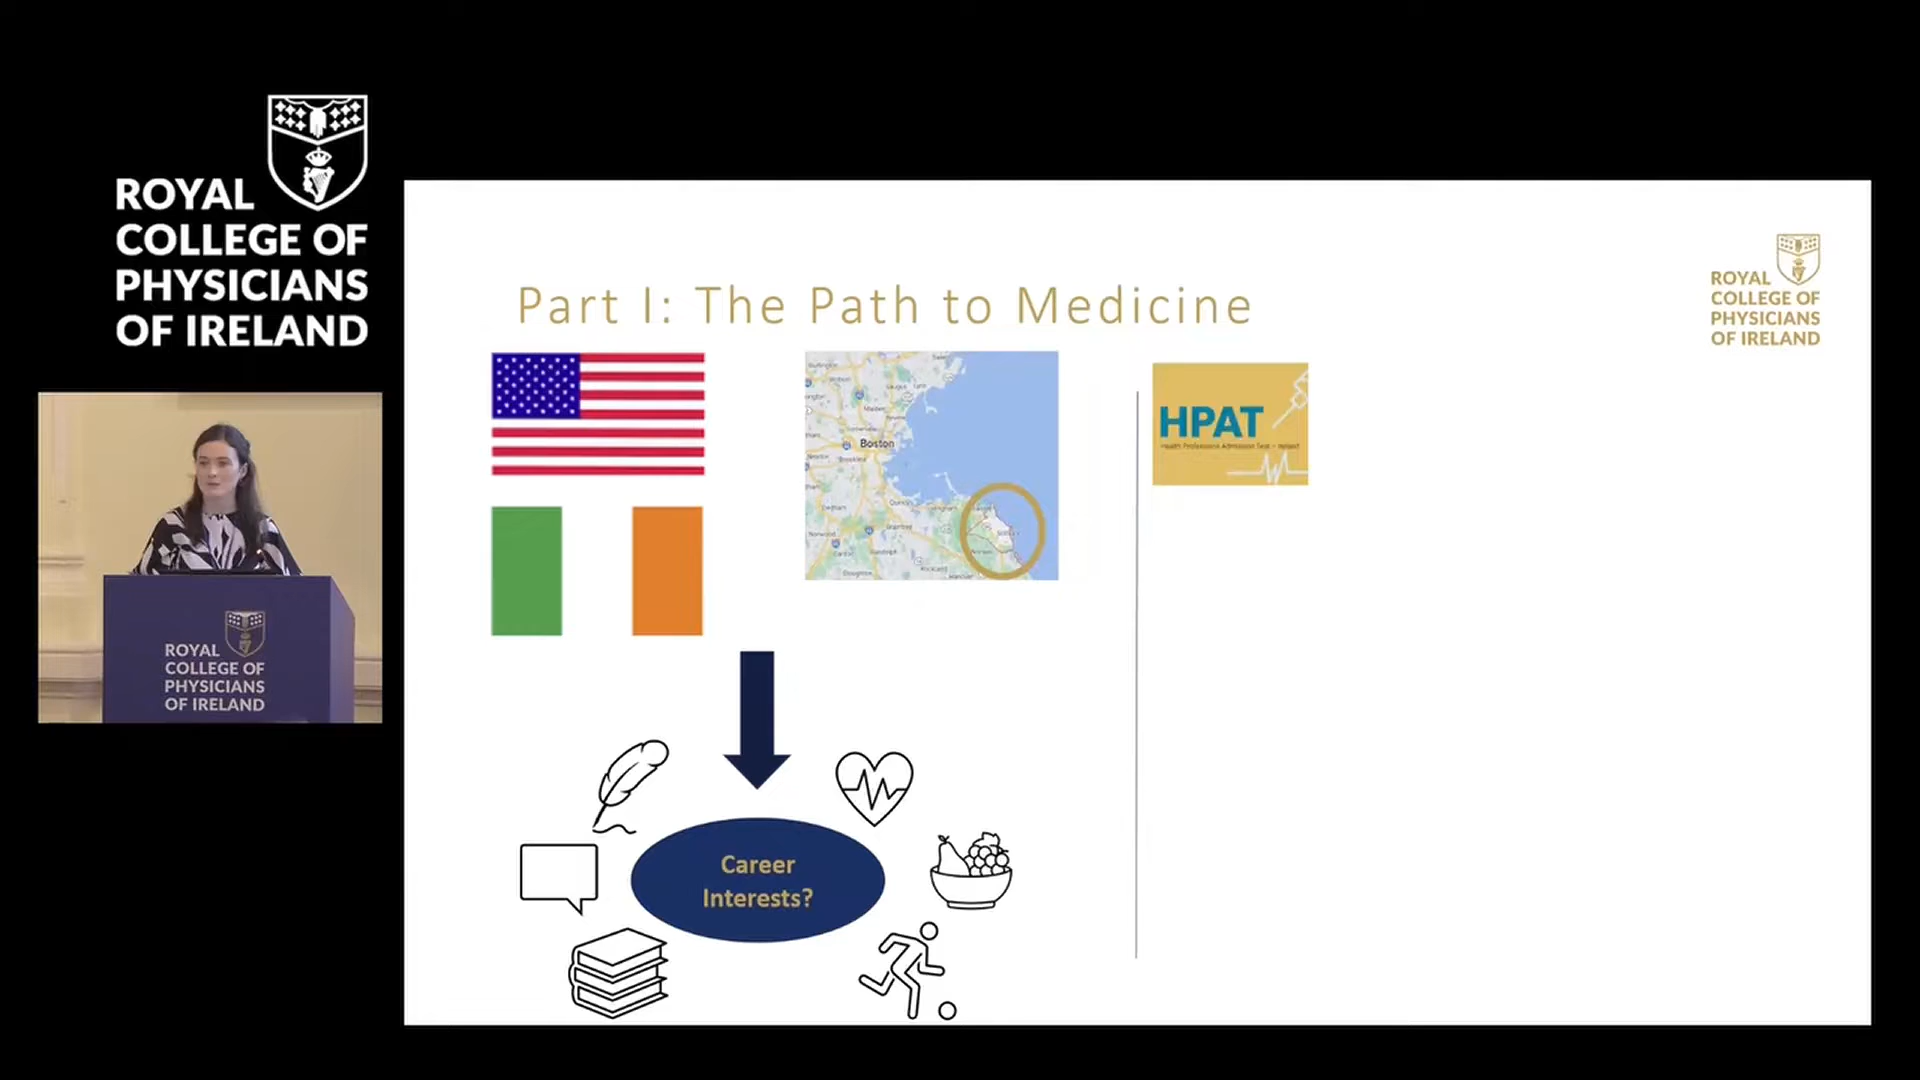 ROYAL
COLLEGE OF
PHYSICIANS
OF IRELAND
Part I: The Path to Medicine
ROYAL
COLLEGE OF
PHYSICIANS
OF IRELAND
Boston
HPAT
Health Professions Admission Test - Ireland
Career
Interests?
ROYAL
COLLEGE OF
PHYSICIANS
OF IRELAND